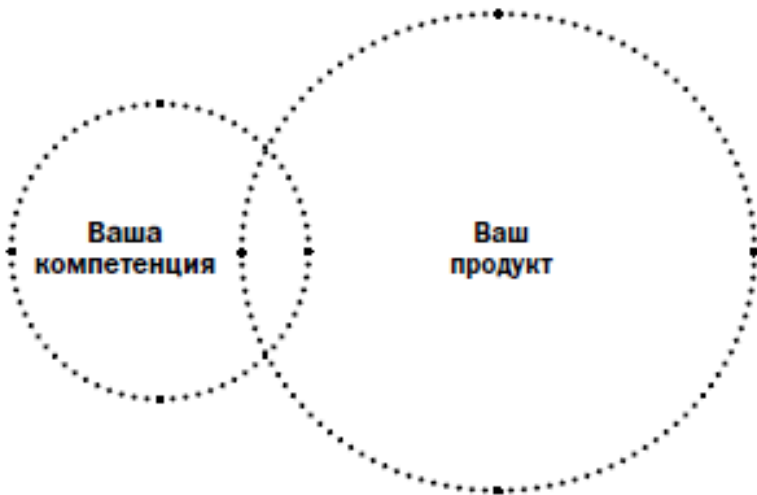 Ваша
компетенция
Ваш
продукт